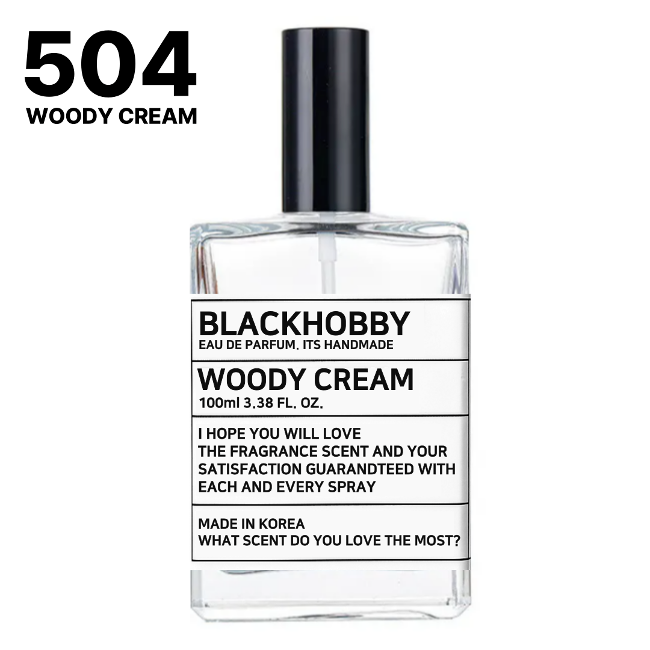 504
WOODY CREAM
BLACKHOBBY
EAU DE PARFUM, ITS HANDMADE
WOODY CREAM
100ml 3.38 FL. OZ.
I HOPE YOU WILL LOVE
THE FRAGRANCE SCENT AND YOUR
SATISFACTION GUARANDTEED WITH
EACH AND EVERY SPRAY
MADE IN KOREA
WHAT SCENT DO YOU LOVE THE MOST?